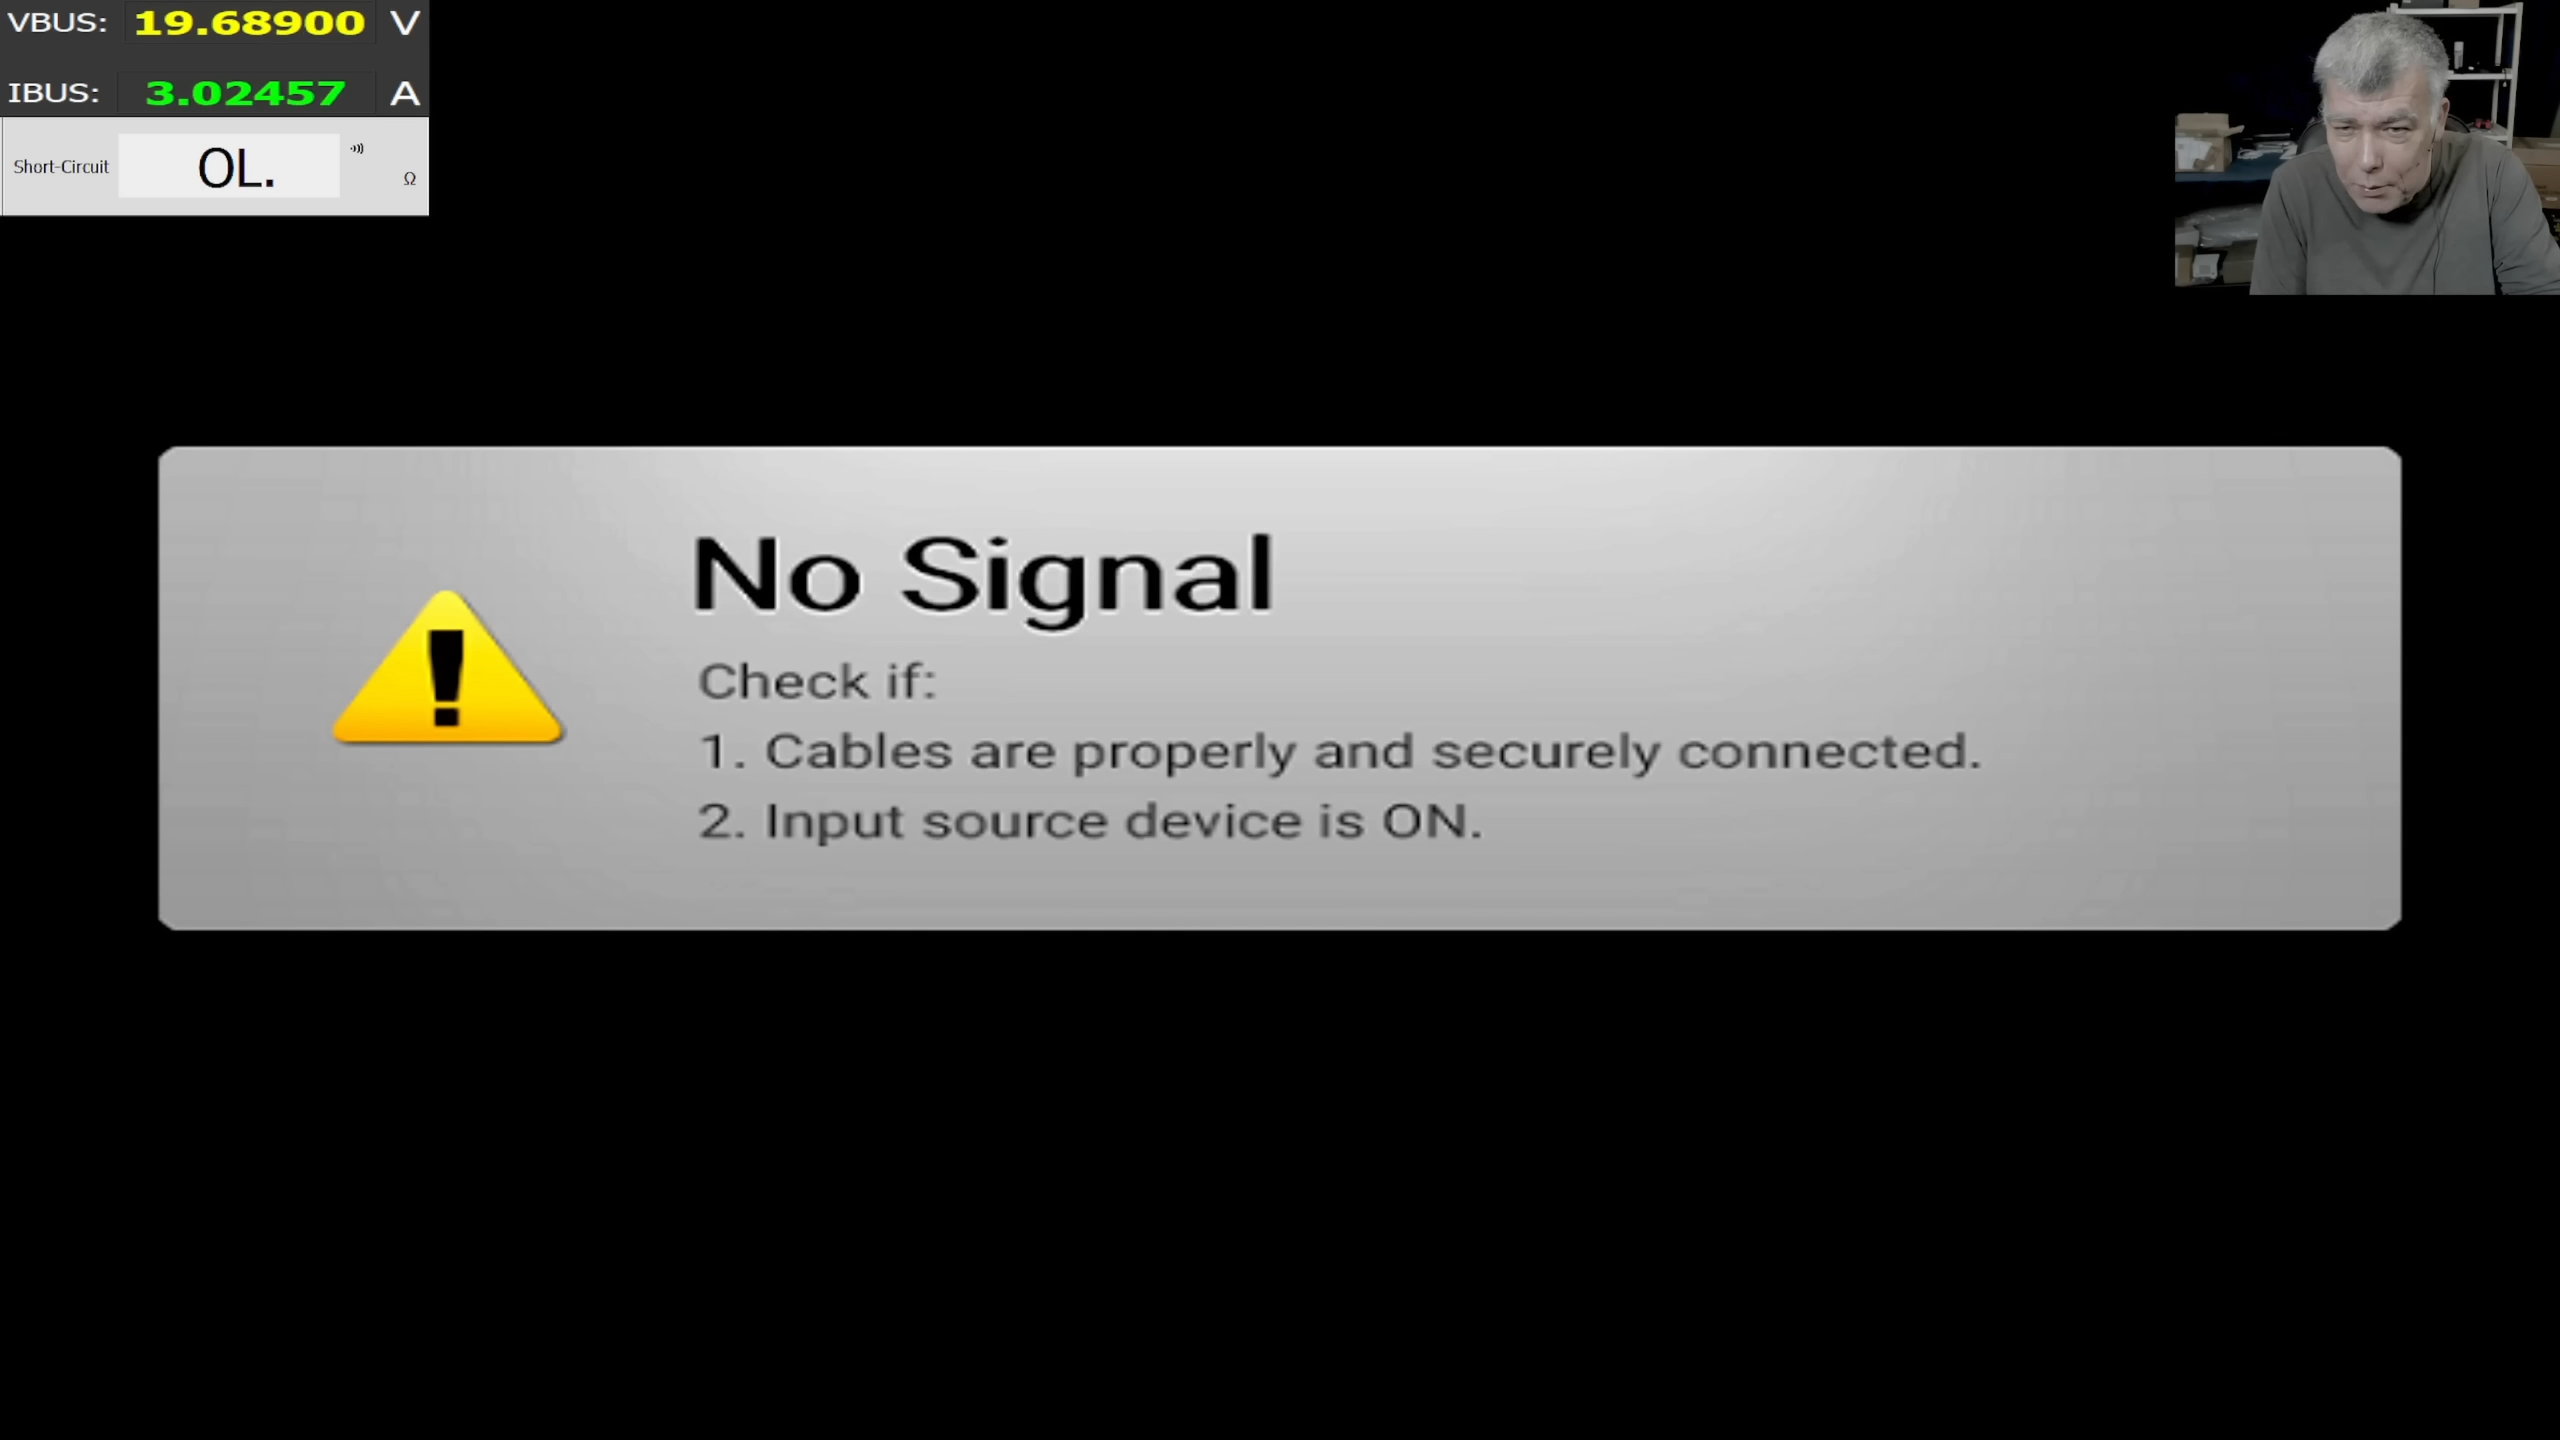 VBUS: 19.68900 V
IBUS: 3.02457 A
Short-Circuit OL. Ω
No Signal
Check if:
1. Cables are properly and securely connected.
2. Input source device is ON.